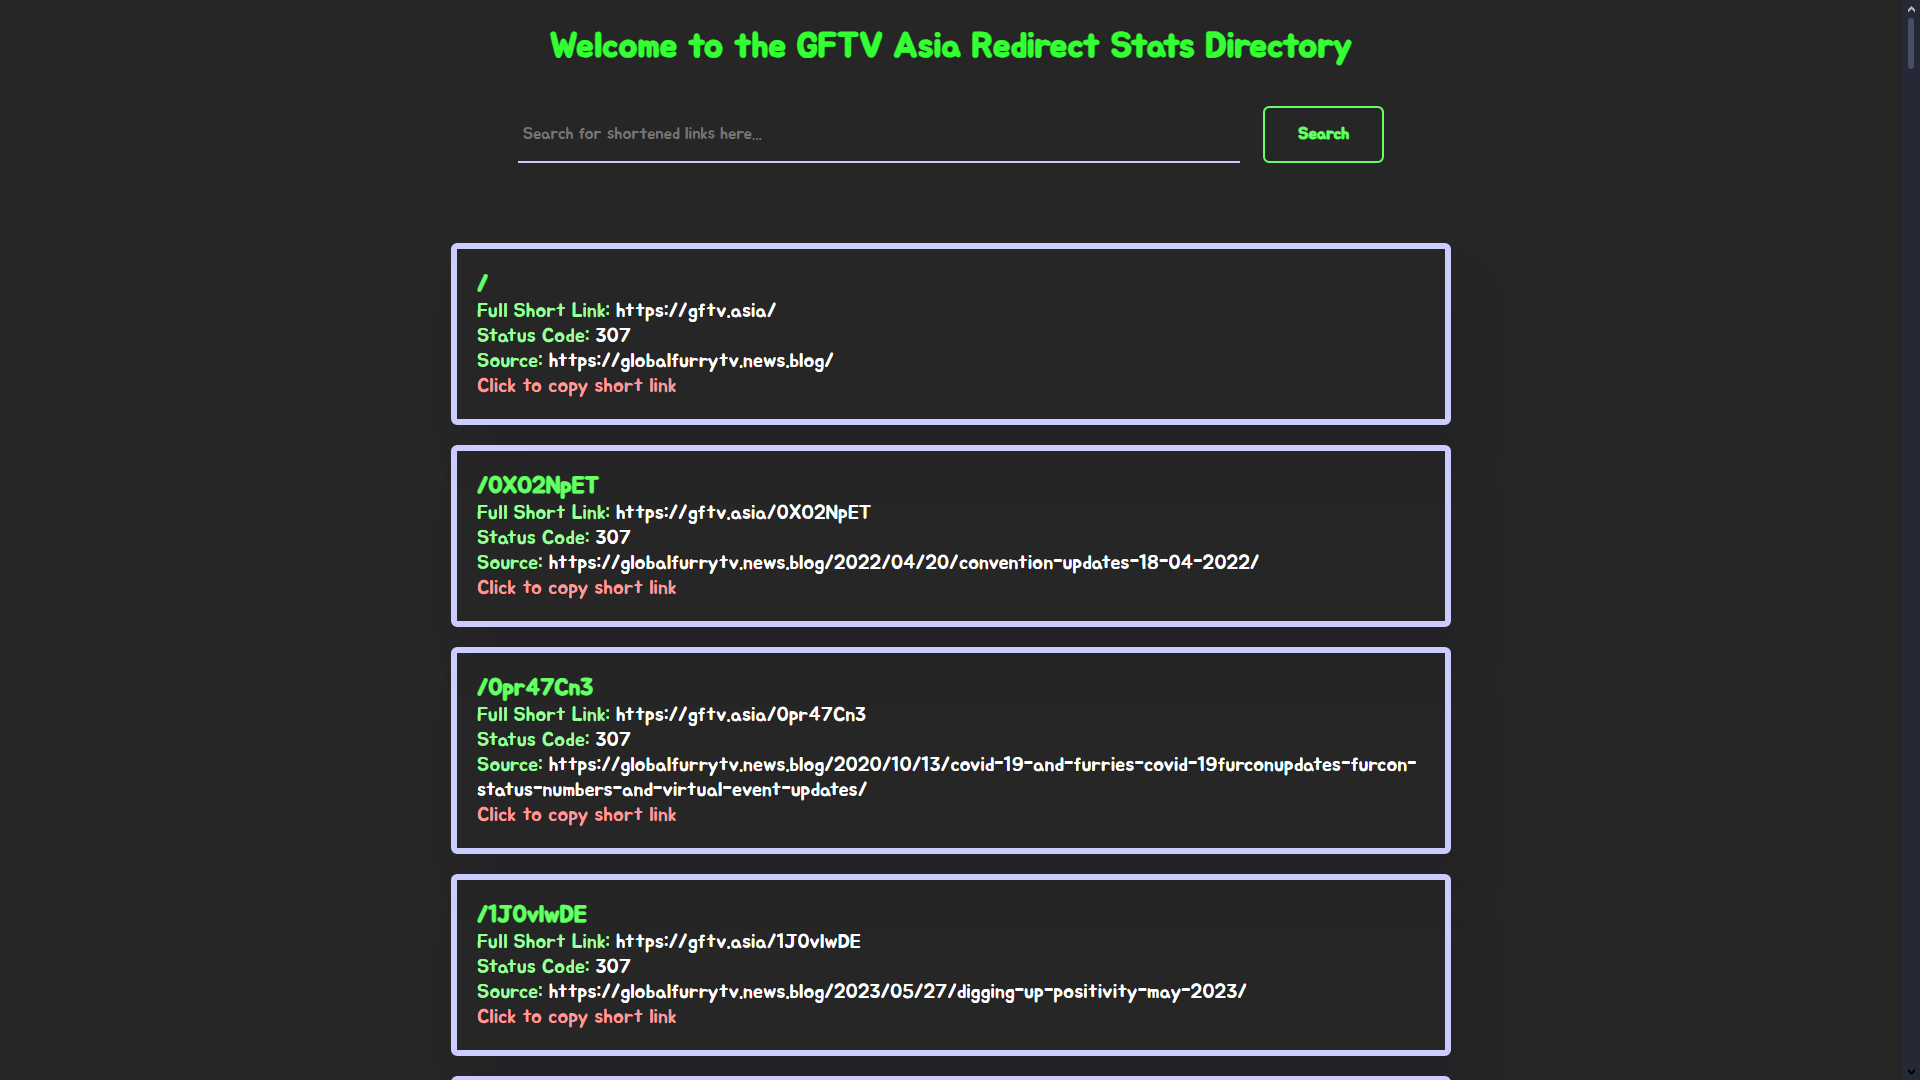 Welcome to the GFTV Asia Redirect Stats Directory
Search for shortened links here...
Search
/
Full Short Link: https://gftv.asia/
Status Code: 307
Source: https://globalfurrytv.news.blog/
Click to copy short link
/0XO2NpET
Full Short Link: https://gftv.asia/0XO2NpET
Status Code: 307
Source: https://globalfurrytv.news.blog/2022/04/20/convention-updates-18-04-2022/
Click to copy short link
/0pr47Cn3
Full Short Link: https://gftv.asia/0pr47Cn3
Status Code: 307
Source: https://globalfurrytv.news.blog/2020/10/13/covid-19-and-furries-covid-19furconupdates-furcon-
status-numbers-and-virtual-event-updates/
Click to copy short link
/1J0vIwDE
Full Short Link: https://gftv.asia/1J0vIwDE
Status Code: 307
Source: https://globalfurrytv.news.blog/2023/05/27/digging-up-positivity-may-2023/
Click to copy short link